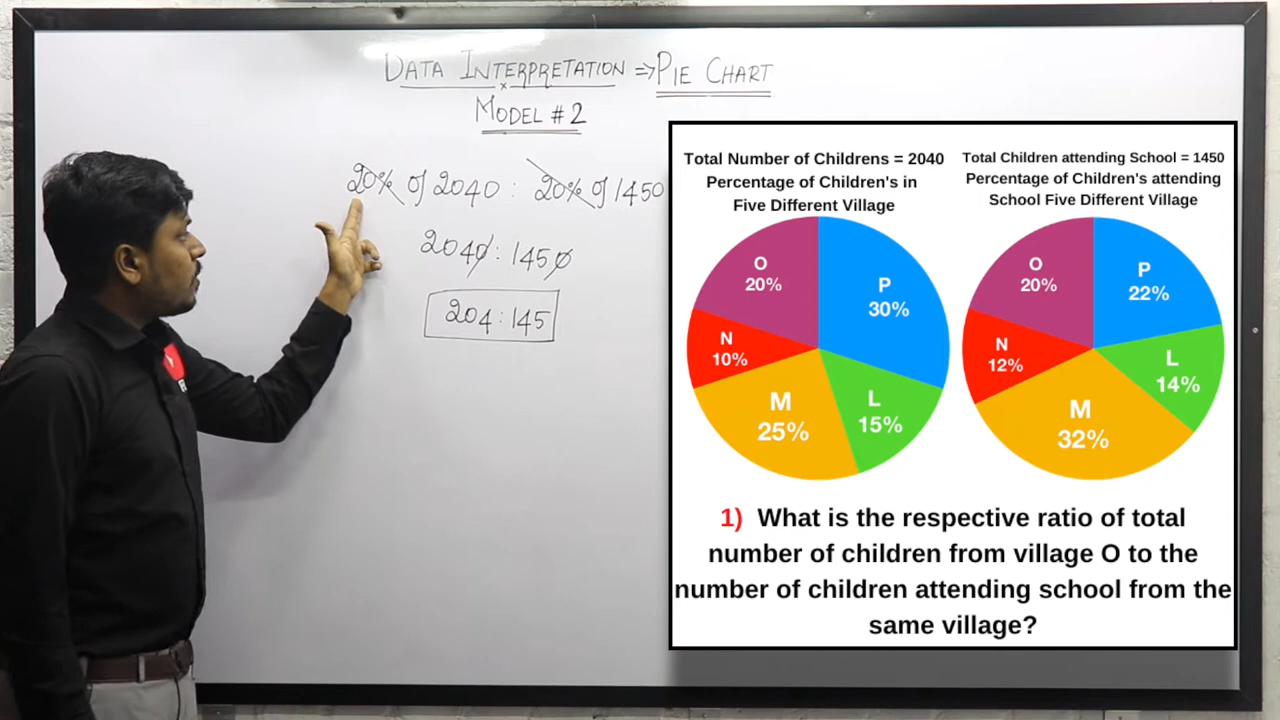 DATA INTERPRETATION ⇒ PIE CHART
MODEL # 2
20% of 2040 : 20% of 1450
2040 : 1450
204 : 145
Total Number of Childrens = 2040
Percentage of Children's in
Five Different Village
O
20%
P
30%
N
10%
M
25%
L
15%
Total Children attending School = 1450
Percentage of Children's attending
School Five Different Village
O
20%
P
22%
N
12%
L
14%
M
32%
1) What is the respective ratio of total
number of children from village O to the
number of children attending school from the
same village?